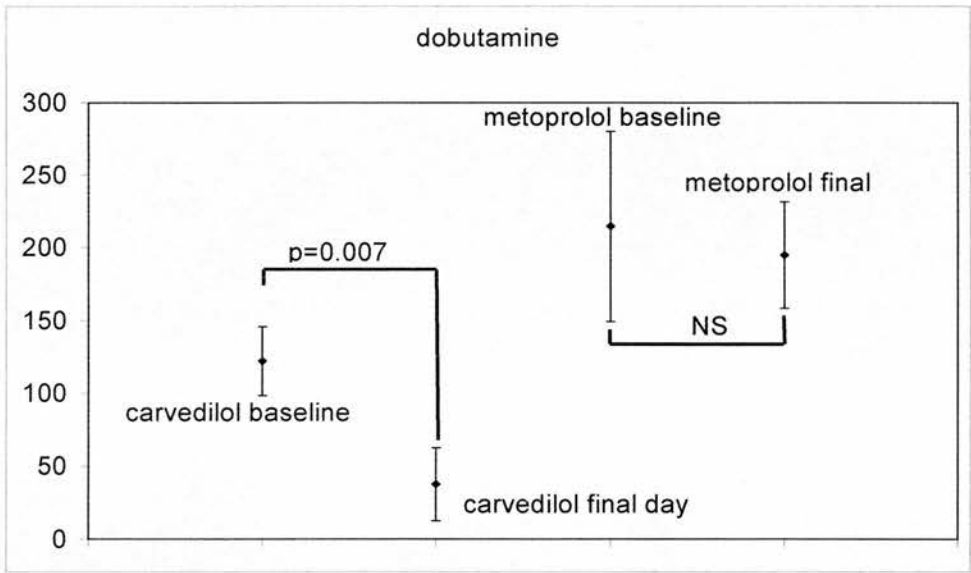 dobutamine
300
250
200
150
100
50
0
metoprolol baseline
metoprolol final
p=0.007
NS
carvedilol baseline
carvedilol final day